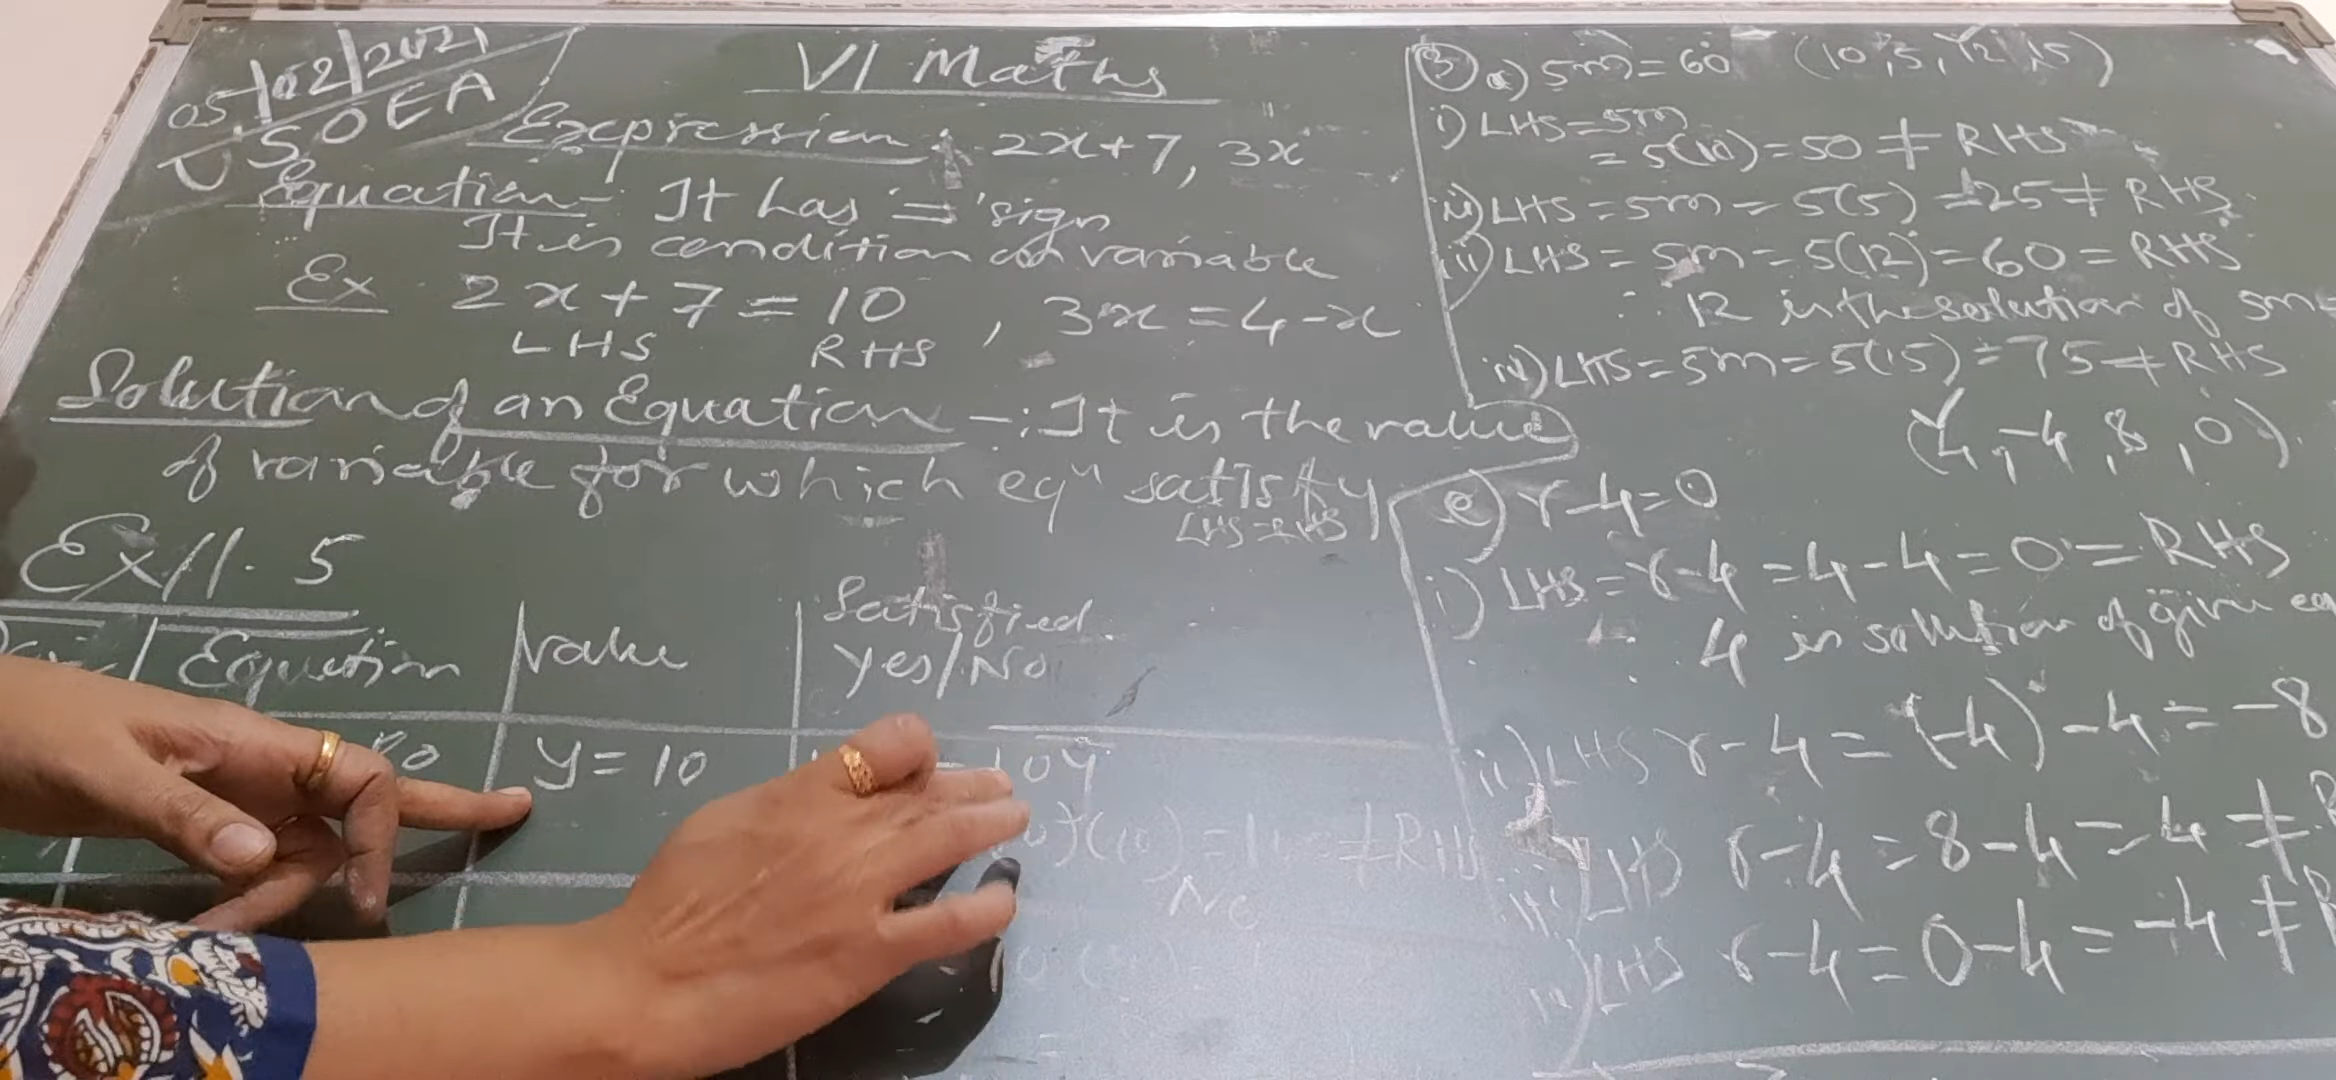 05/02/2021
VI Maths
Expression : 2x+7, 3x
Equation - It has '=' sign
It is condition on variable
Ex 2x+7=10 , 3x=4-x
LHS RHS
Solution of an Equation -: It is the value
of variable for which eqⁿ satisfy
LHS=RHS
Ex 11.5
Equation Value Satisfied
Yes/No
y=10 10y
(10)=100≠RHS
No
③ a) 5m=60 (10, 5, 12, 15)
i) LHS=5m
=5(10)=50≠RHS
ii) LHS=5m=5(5)=25≠RHS
iii) LHS=5m=5(12)=60=RHS
∴ 12 is the solution of 5m=
iv) LHS=5m=5(15)=75≠RHS
(4, -4, 8, 0).
e) r-4=0
i) LHS=r-4=4-4=0=RHS
∴ 4 is solution of given eq
ii) LHS r-4=(-4)-4=-8
iii) LHS r-4=8-4=4≠R
iv) LHS r-4=0-4=-4≠R